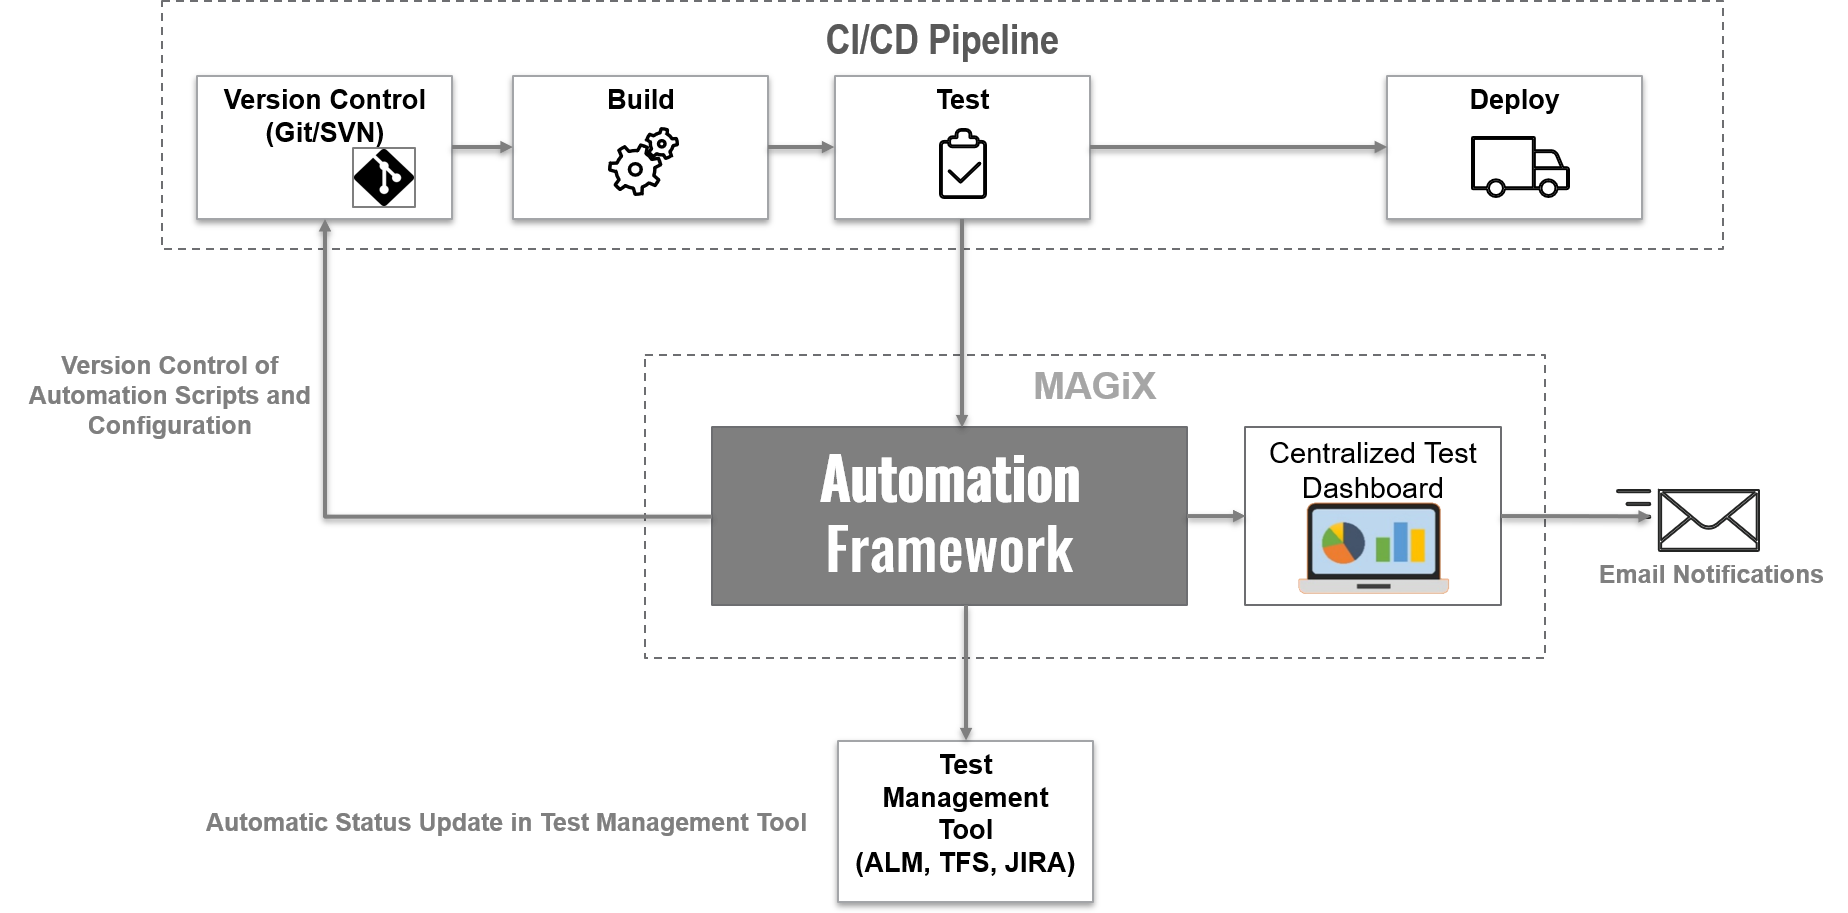 CI/CD Pipeline
Version Control
(Git/SVN)
Build
Test
Deploy
Version Control of
Automation Scripts and
Configuration
MAGiX
Automation
Framework
Centralized Test
Dashboard
Email Notifications
Automatic Status Update in Test Management Tool
Test
Management
Tool
(ALM, TFS, JIRA)